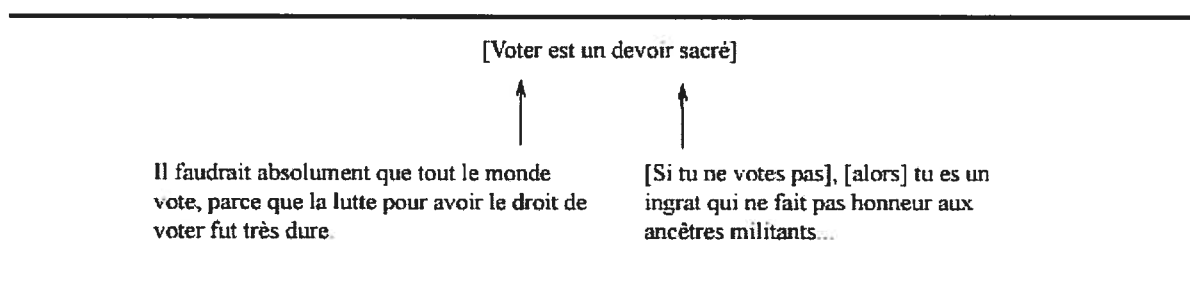 [Voter est un devoir sacré]
Il faudrait absolument que tout le monde
vote, parce que la lutte pour avoir le droit de
voter fut très dure.
[Si tu ne votes pas], [alors] tu es un
ingrat qui ne fait pas honneur aux
ancêtres militants...